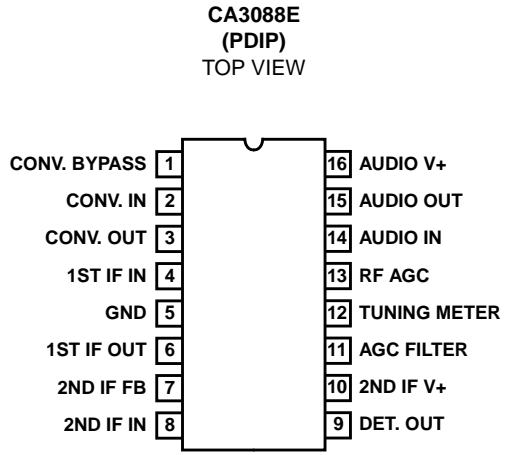 CA3088E
(PDIP)
TOP VIEW
CONV. BYPASS 1 16 AUDIO V+
CONV. IN 2 15 AUDIO OUT
CONV. OUT 3 14 AUDIO IN
1ST IF IN 4 13 RF AGC
GND 5 12 TUNING METER
1ST IF OUT 6 11 AGC FILTER
2ND IF FB 7 10 2ND IF V+
2ND IF IN 8 9 DET. OUT